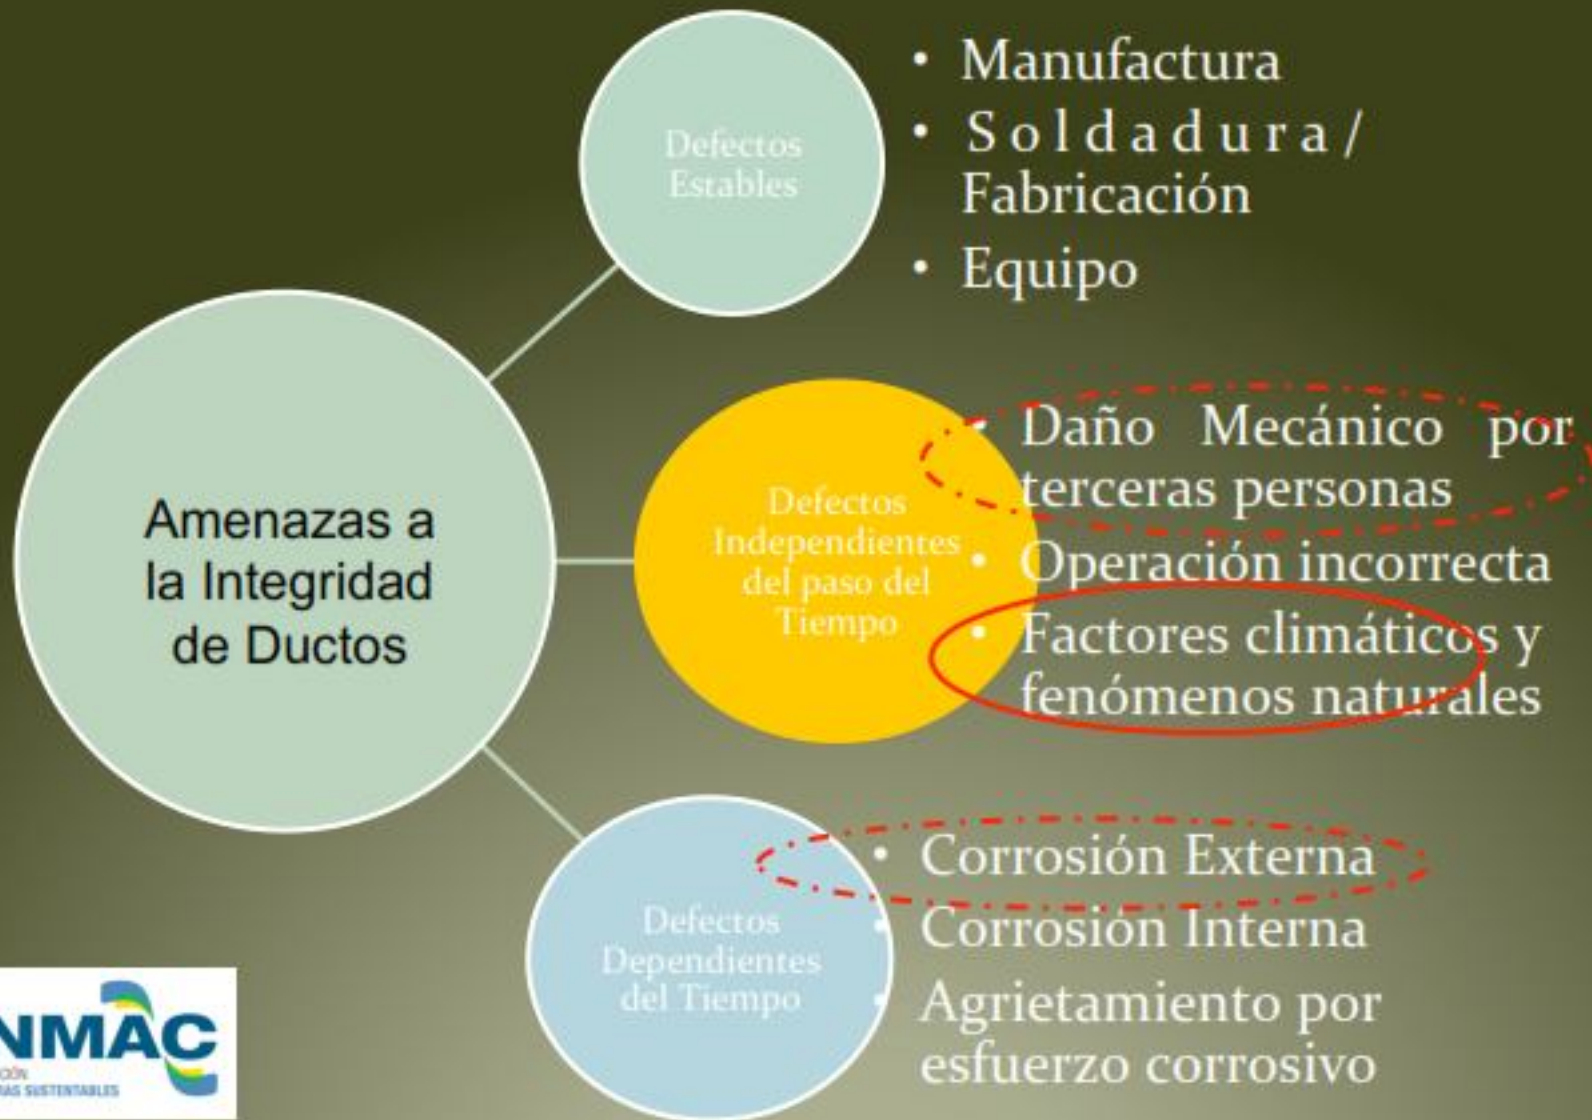 Defectos
Estables
• Manufactura
• Soldadura/
Fabricación
• Equipo
Amenazas a
la Integridad
de Ductos
Defectos
Independientes
del paso del
Tiempo
• Daño Mecánico por
terceras personas
• Operación incorrecta
• Factores climáticos y
fenómenos naturales
Defectos
Dependientes
del Tiempo
• Corrosión Externa
• Corrosión Interna
• Agrietamiento por
esfuerzo corrosivo
NMAC
SUSTENTABLES